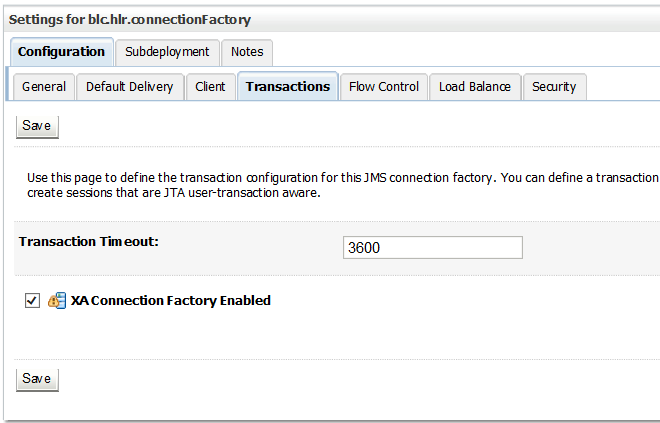 Settings for blc.hlr.connectionFactory
Configuration Subdeployment Notes
General Default Delivery Client Transactions Flow Control Load Balance Security
Save
Use this page to define the transaction configuration for this JMS connection factory. You can define a transaction
create sessions that are JTA user-transaction aware.
Transaction Timeout: 3600
XA Connection Factory Enabled
Save